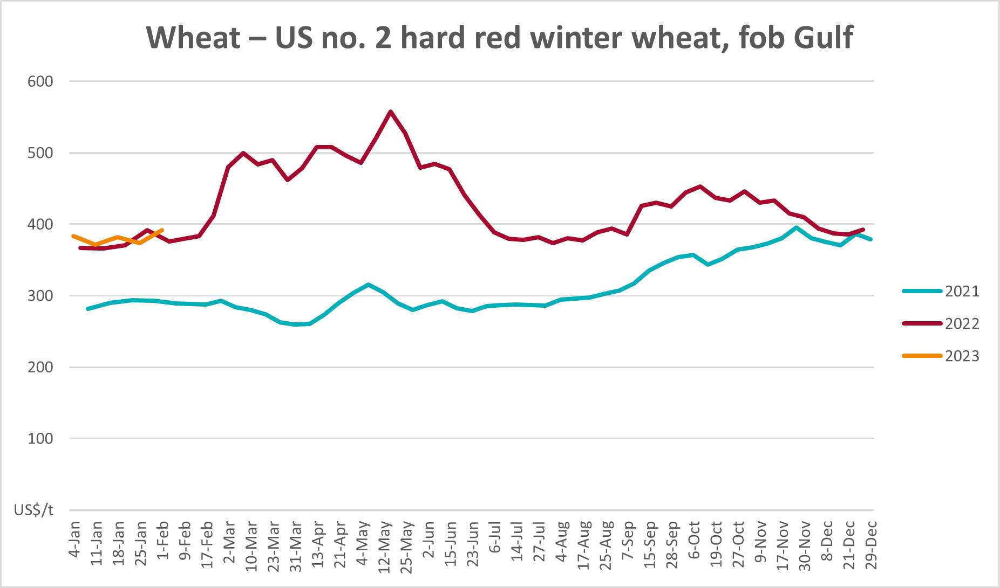 Wheat – US no. 2 hard red winter wheat, fob Gulf
600
500
400
300
200
100
US$/t
4-Jan
11-Jan
18-Jan
25-Jan
1-Feb
9-Feb
17-Feb
2-Mar
10-Mar
23-Mar
31-Mar
13-Apr
21-Apr
4-May
12-May
25-May
2-Jun
15-Jun
23-Jun
6-Jul
14-Jul
27-Jul
4-Aug
17-Aug
25-Aug
7-Sep
15-Sep
28-Sep
6-Oct
19-Oct
27-Oct
9-Nov
17-Nov
30-Nov
8-Dec
21-Dec
29-Dec
2021
2022
2023